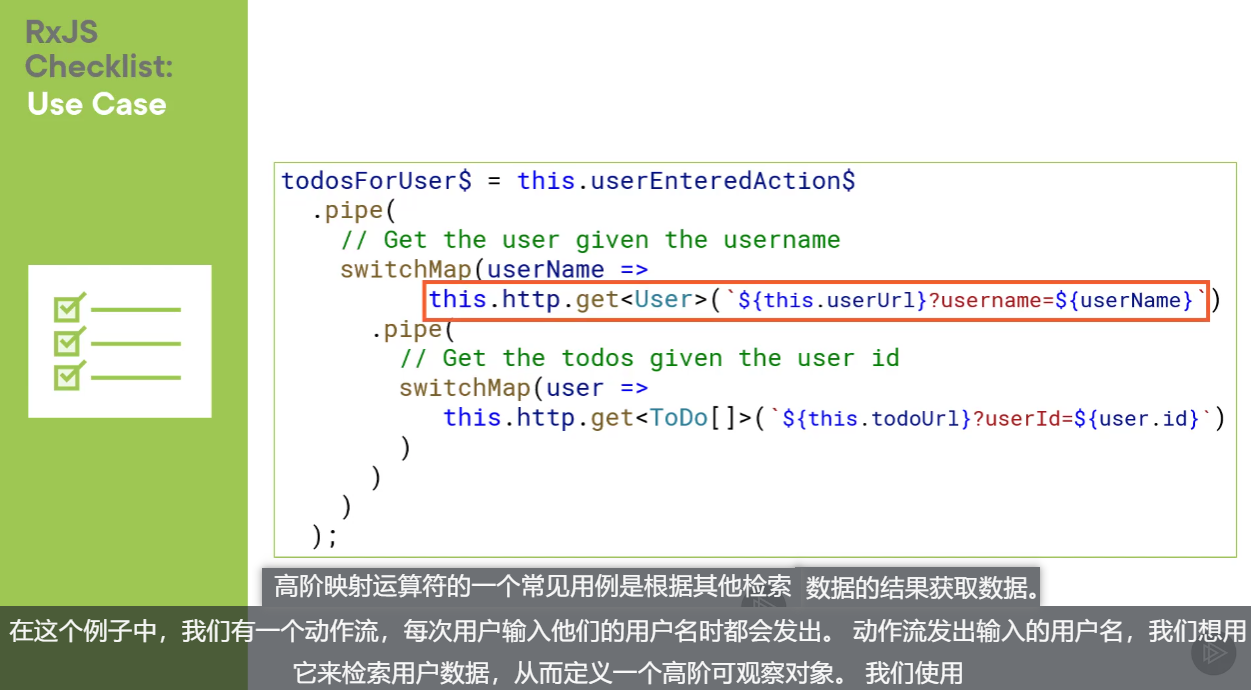 RxJS
Checklist:
Use Case
todosForUser$ = this.userEnteredAction$
.pipe(
// Get the user given the username
switchMap(userName =>
this.http.get<User>(`${this.userUrl}?username=${userName}`)
.pipe(
// Get the todos given the user id
switchMap(user =>
this.http.get<ToDo[]>(`${this.todoUrl}?userId=${user.id}`)
)
)
)
);
高阶映射运算符的一个常见用例是根据其他检索 数据的结果获取数据。
在这个例子中，我们有一个动作流，每次用户输入他们的用户名时都会发出。 动作流发出输入的用户名，我们想用
它来检索用户数据，从而定义一个高阶可观察对象。 我们使用